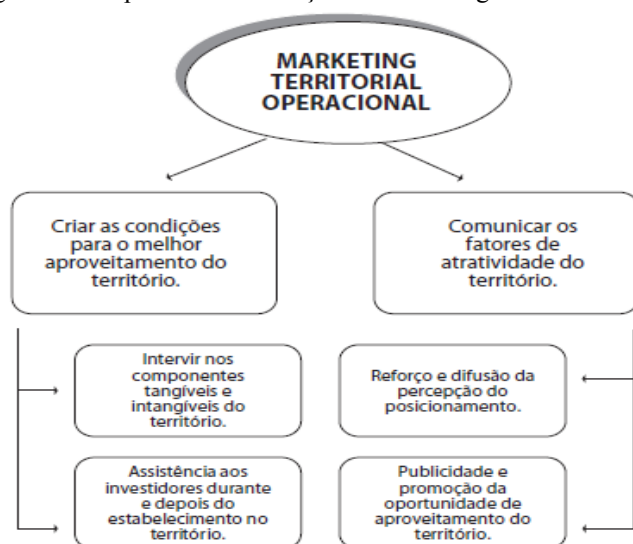 MARKETING
TERRITORIAL
OPERACIONAL
Criar as condições
para o melhor
aproveitamento do
território.
Comunicar os
fatores de
atratividade do
território.
Intervir nos
componentes
tangíveis e
intangíveis do
território.
Reforço e difusão da
percepção do
posicionamento.
Assistência aos
investidores durante
e depois do
estabelecimento no
território.
Publicidade e
promoção da
oportunidade de
aproveitamento do
território.